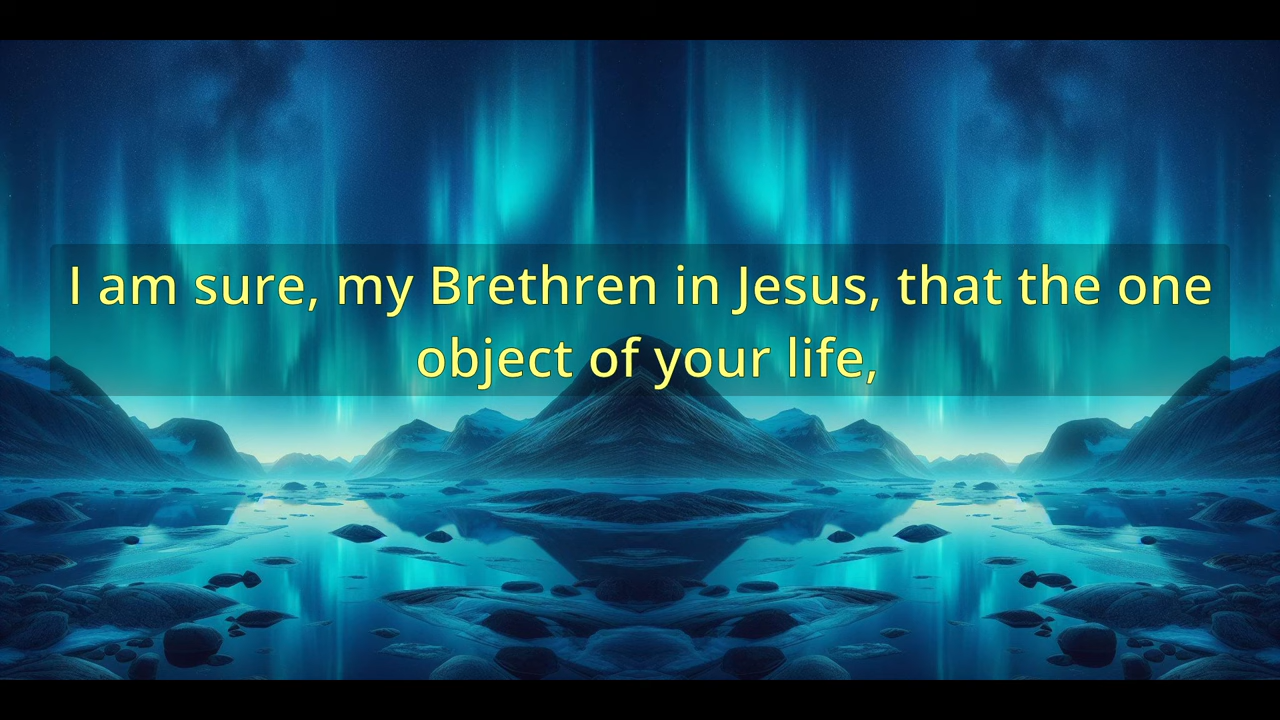 I am sure, my Brethren in Jesus, that the one
object of your life,